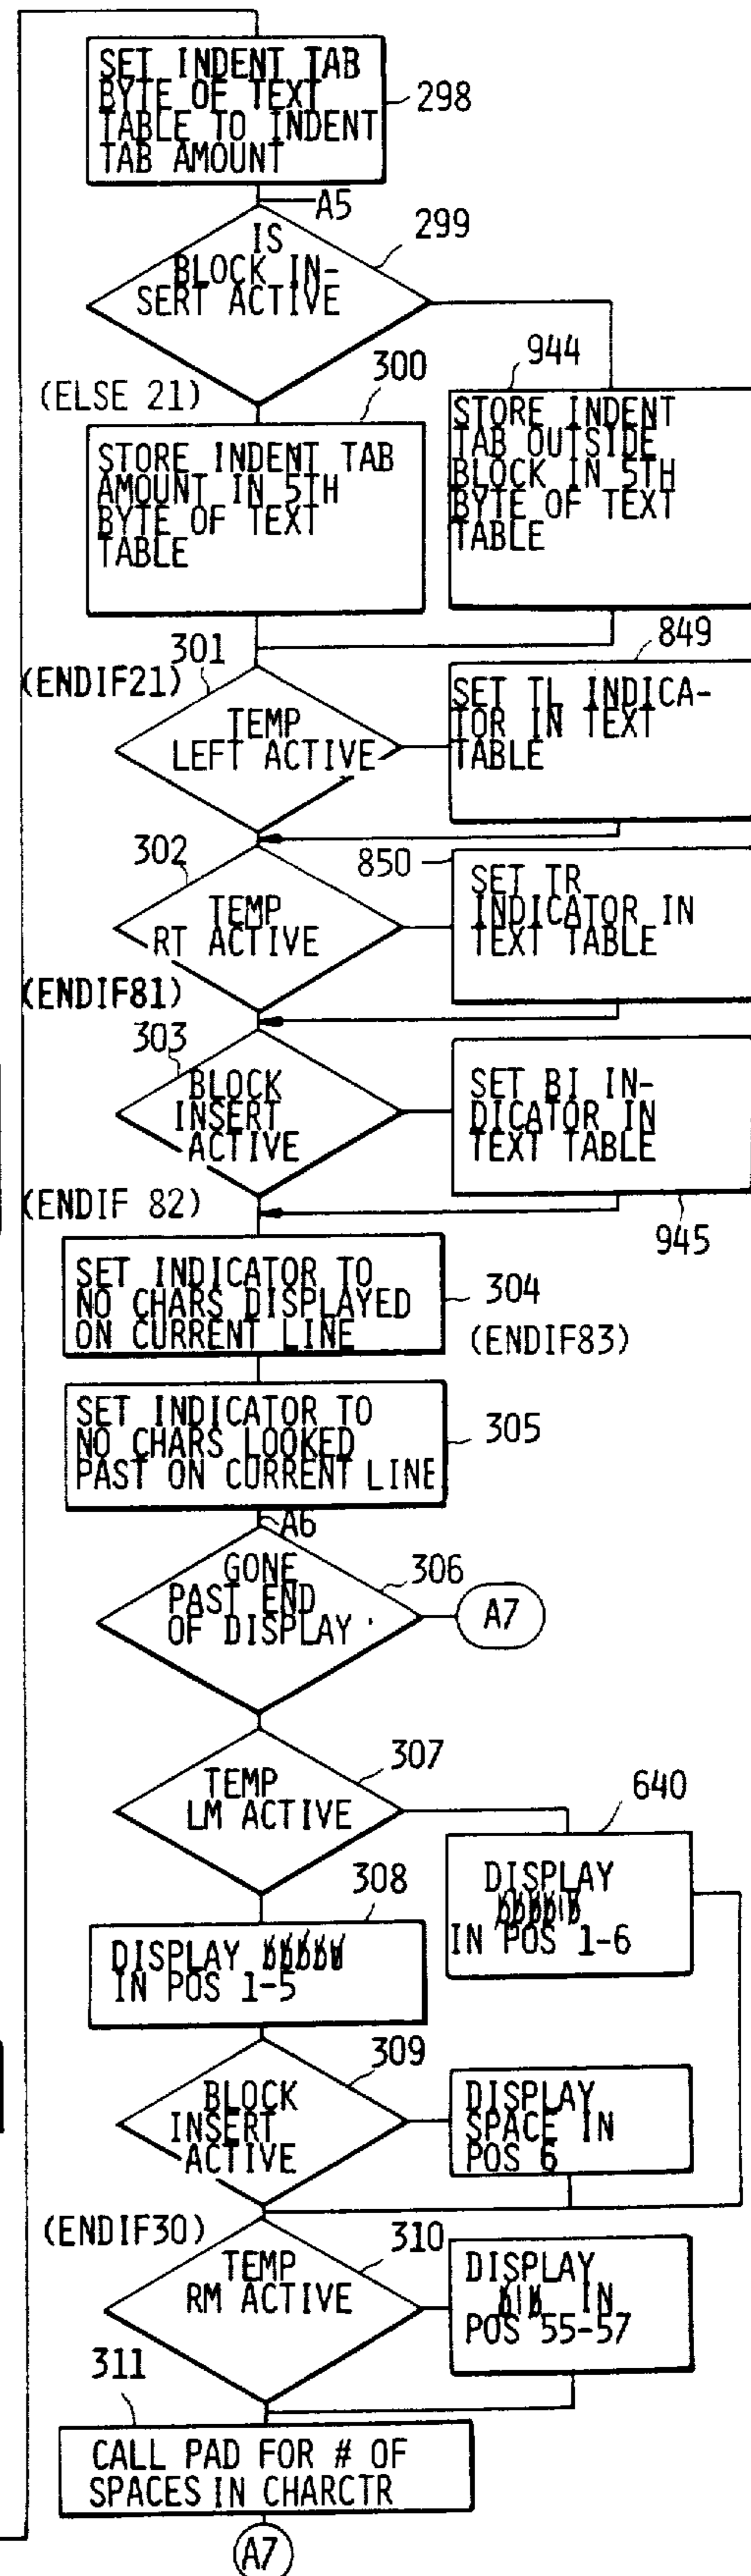 SET INDENT TAB
BYTE OF TEXT
TABLE TO INDENT
TAB AMOUNT
298
A5
IS
BLOCK IN-
SERT ACTIVE
299
(ELSE 21)
300
STORE INDENT TAB
AMOUNT IN 5TH
BYTE OF TEXT
TABLE
944
STORE INDENT
TAB OUTSIDE
BLOCK IN 5TH
BYTE OF TEXT
TABLE
(ENDIF21)
301
TEMP
LEFT ACTIVE
849
SET TL INDICA-
TOR IN TEXT
TABLE
302
TEMP
RT ACTIVE
850
SET TR
INDICATOR IN
TEXT TABLE
(ENDIF81)
303
BLOCK
INSERT
ACTIVE
SET BI IN-
DICATOR IN
TEXT TABLE
945
(ENDIF 82)
SET INDICATOR TO
NO CHARS DISPLAYED
ON CURRENT LINE
304
(ENDIF83)
SET INDICATOR TO
NO CHARS LOOKED
PAST ON CURRENT LINE
305
A6
GONE
PAST END
OF DISPLAY
306
A7
TEMP
LM ACTIVE
307
640
DISPLAY
IN POS 1-6
308
DISPLAY
IN POS 1-5
309
BLOCK
INSERT
ACTIVE
DISPLAY
SPACE IN
POS 6
(ENDIF30)
310
TEMP
RM ACTIVE
DISPLAY
IN
POS 55-57
311
CALL PAD FOR # OF
SPACES IN CHARCTR
A7